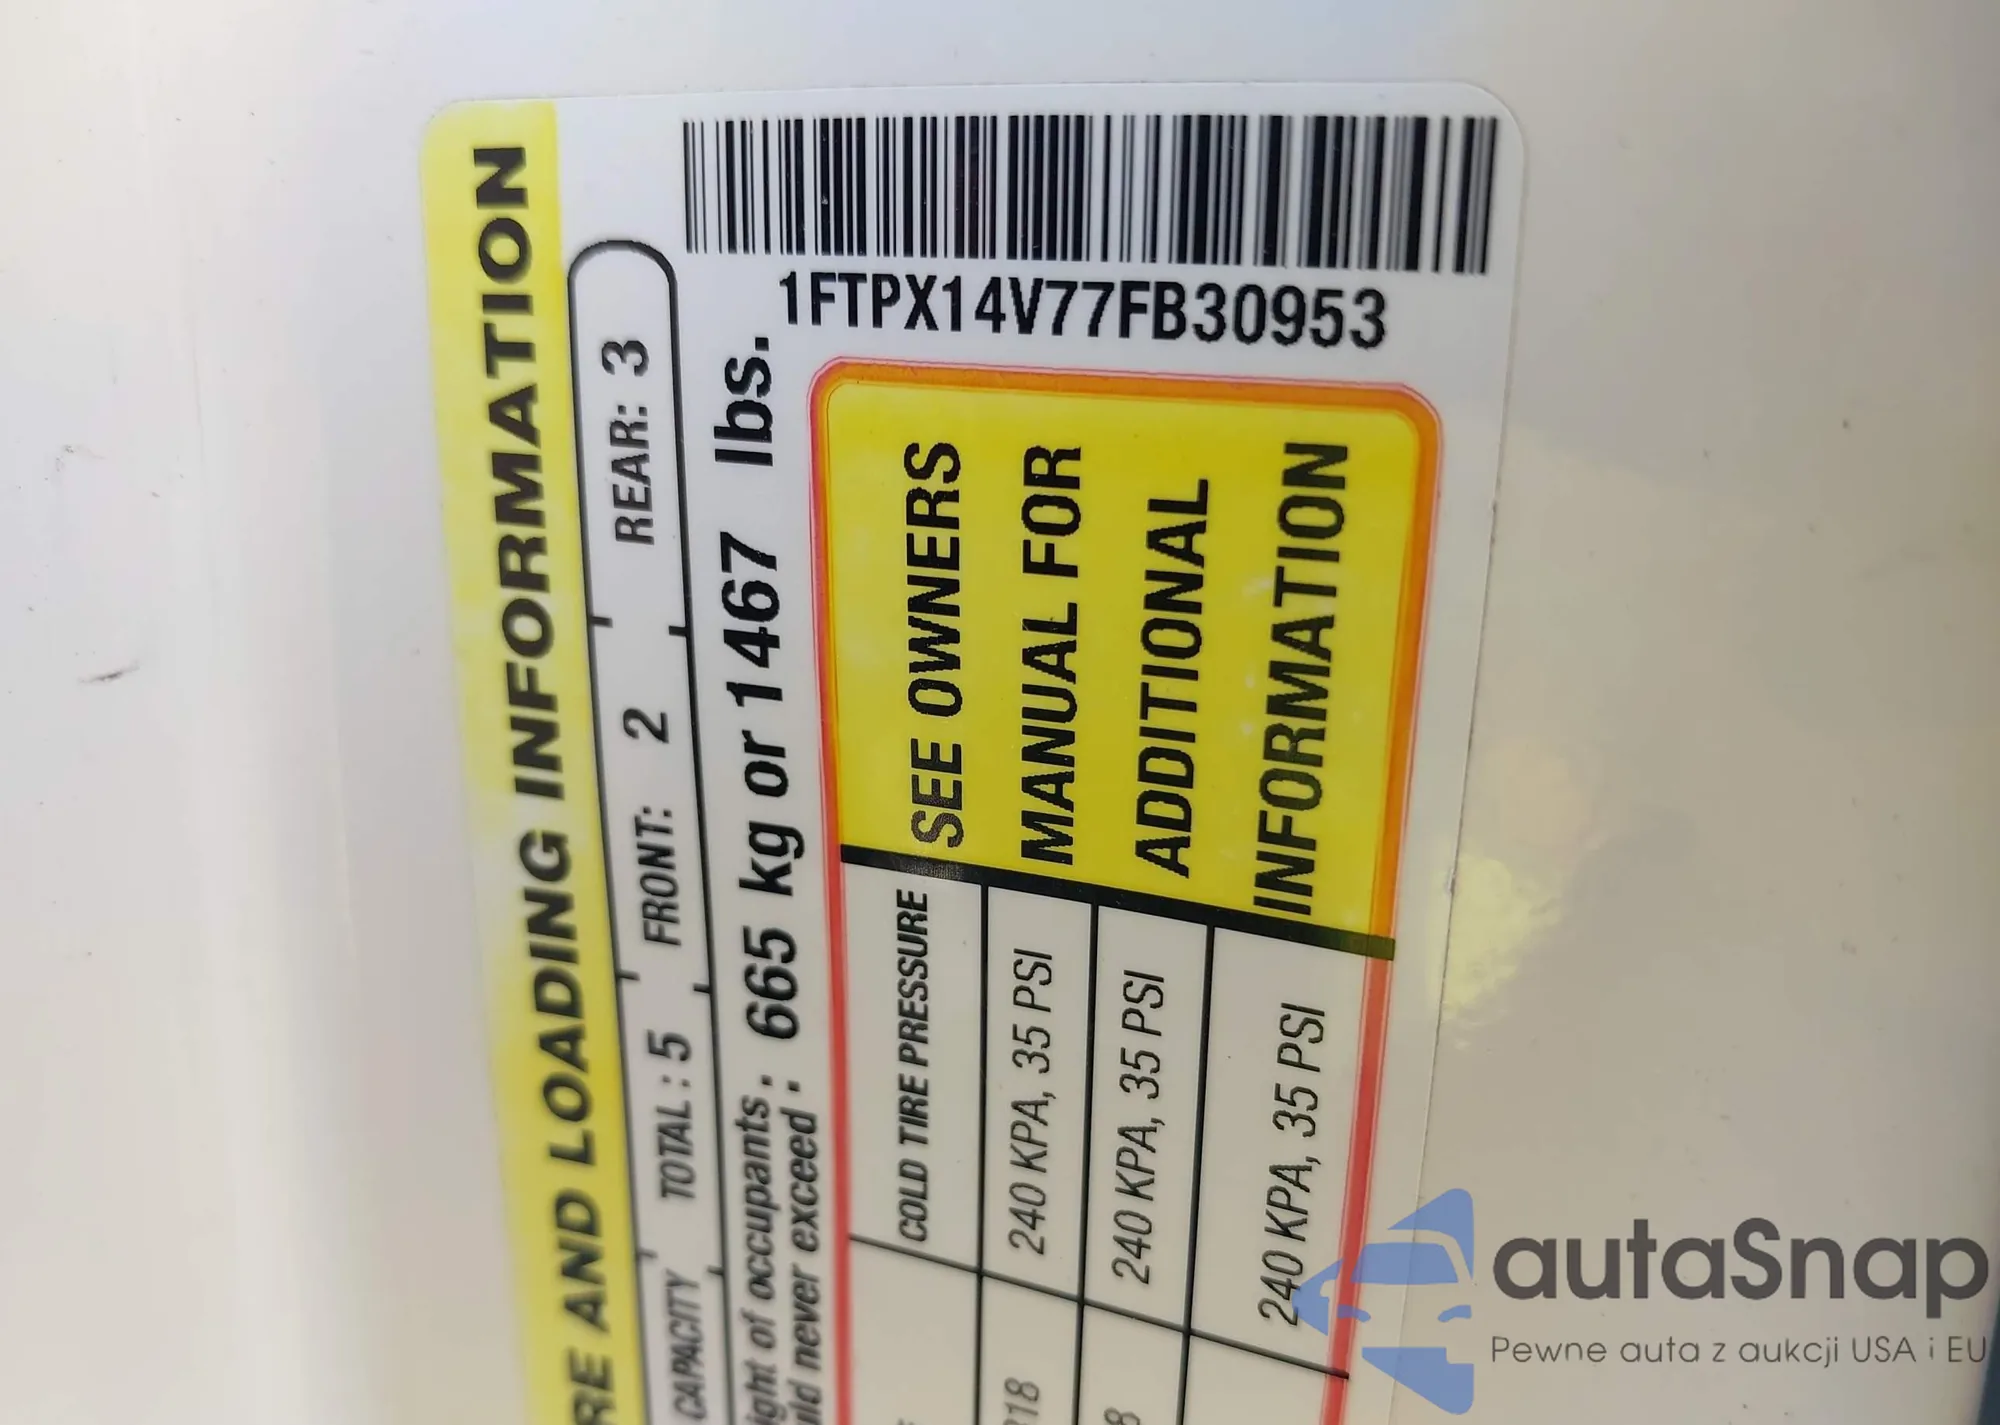 RE AND LOADING INFORMATION
CAPACITY TOTAL : 5 FRONT: 2 REAR: 3
ight of occupants .
uld never exceed : 665 kg or 1467 lbs.
1FTPX14V77FB30953
COLD TIRE PRESSURE
240 KPA, 35 PSI
240 KPA, 35 PSI
240 KPA, 35 PSI
SEE OWNERS
MANUAL FOR
ADDITIONAL
INFORMATION
autaSnap
Pewne auta z aukcji USA i EU